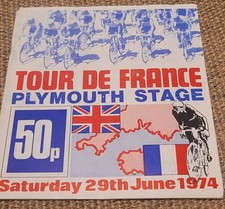 TOUR DE FRANCE
PLYMOUTH STAGE
50p
Saturday 29th June 1974